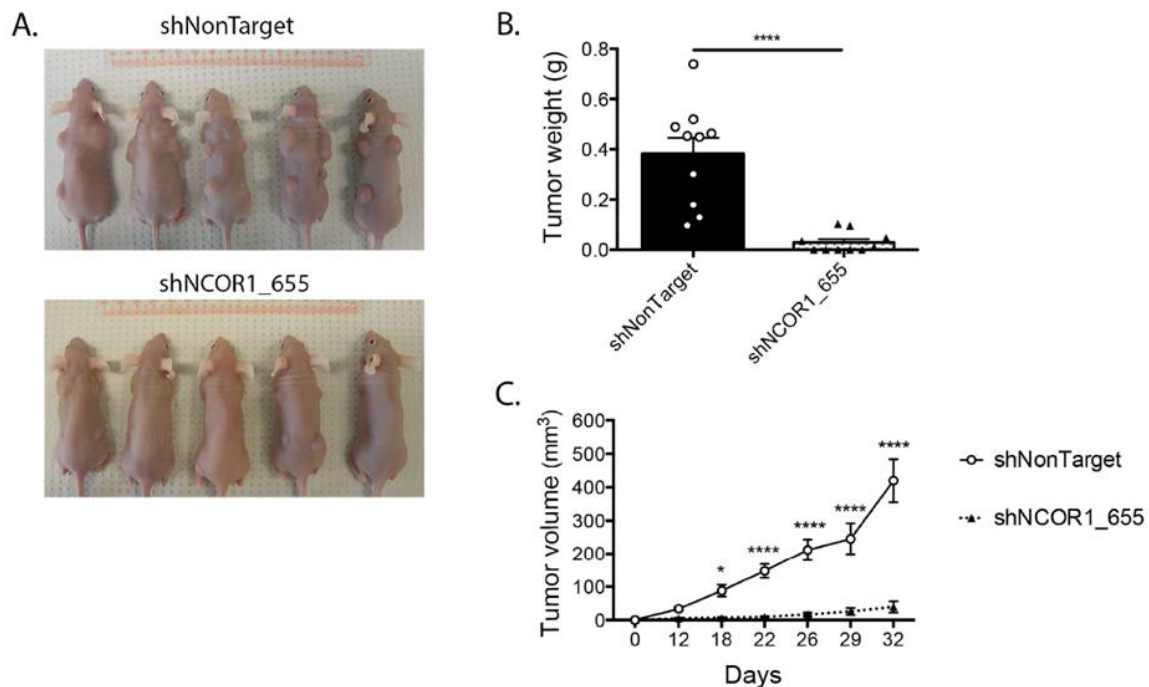 A.
shNonTarget
shNCOR1_655
B.
****
Tumor weight (g)
0.8
0.6
0.4
0.2
0.0
shNonTarget
shNCOR1_655
C.
Tumor volume (mm³)
600
500
400
300
200
100
0
*
****
****
****
****
0 12 18 22 26 29 32
Days
shNonTarget
shNCOR1_655